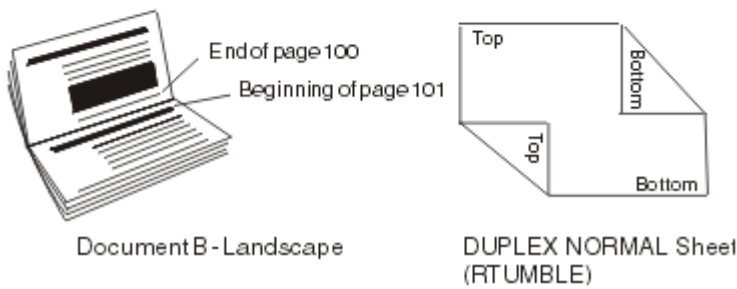 End of page 100
Beginning of page 101
Document B - Landscape
Top
Bottom
Top
Bottom
DUPLEX NORMAL Sheet
(RTUMBLE)